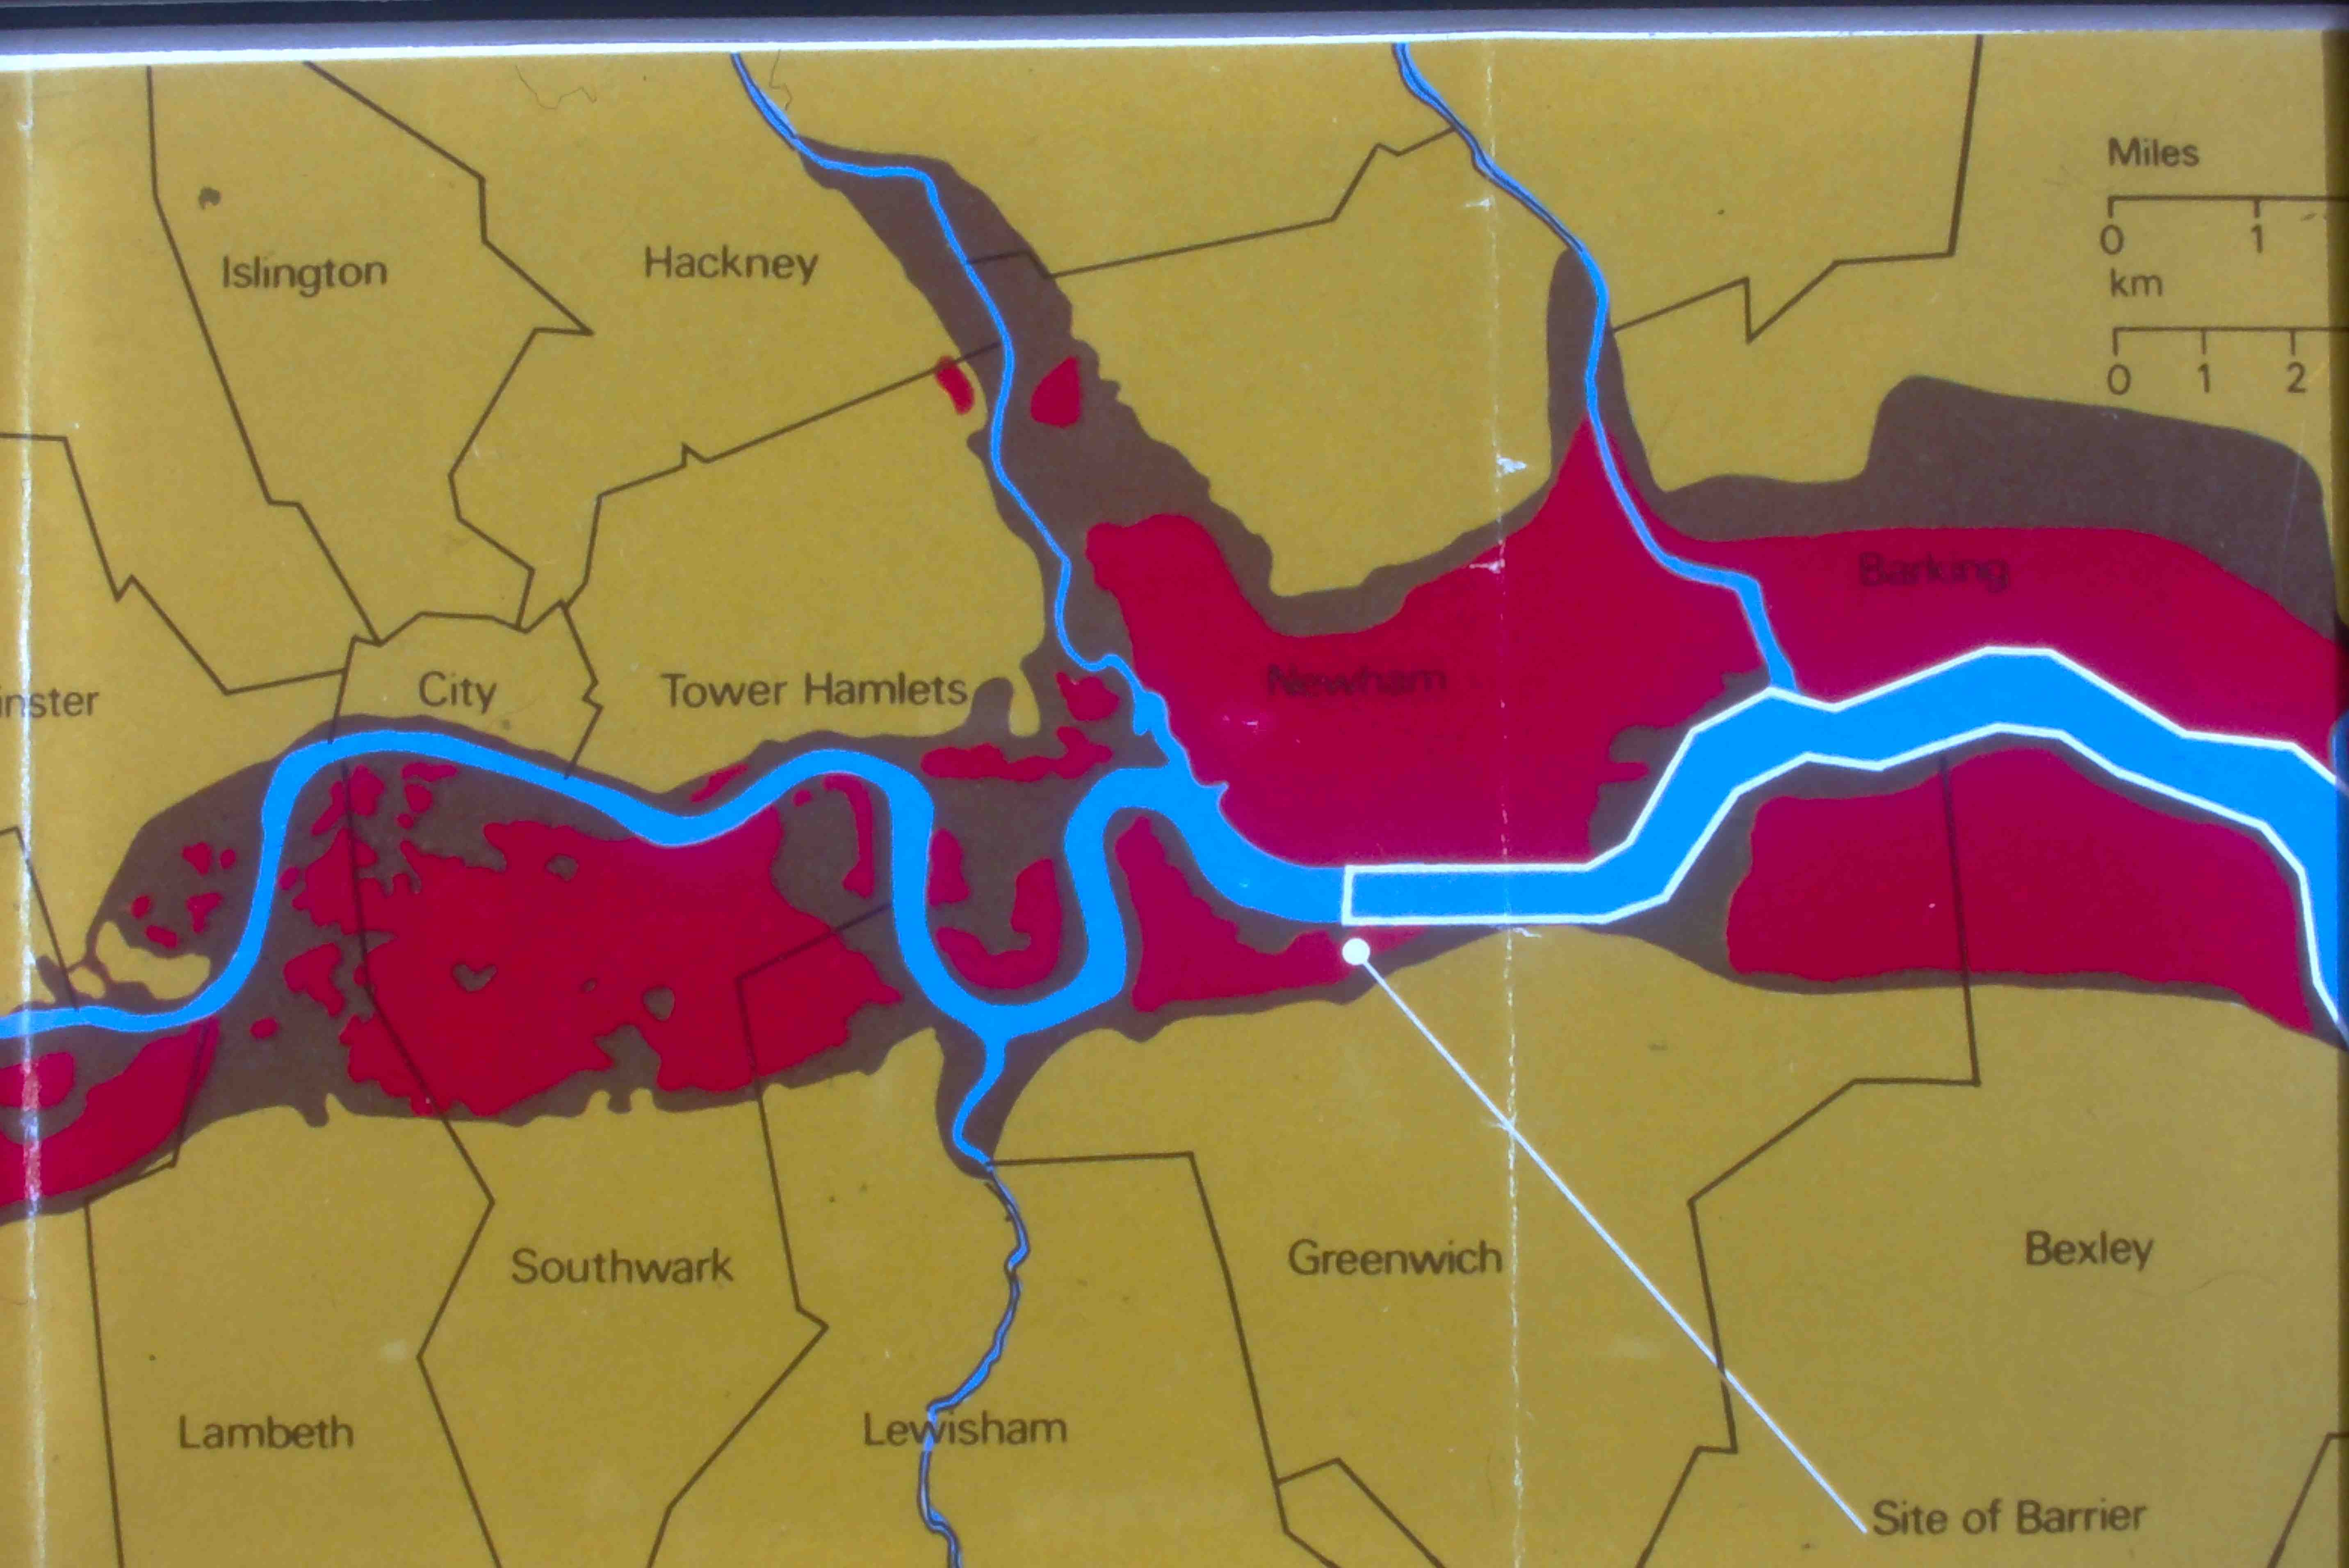 Miles
0 1
km
0 1 2
Islington
Hackney
Barking
Newham
inster
City
Tower Hamlets
Southwark
Greenwich
Bexley
Lambeth
Lewisham
Site of Barrier